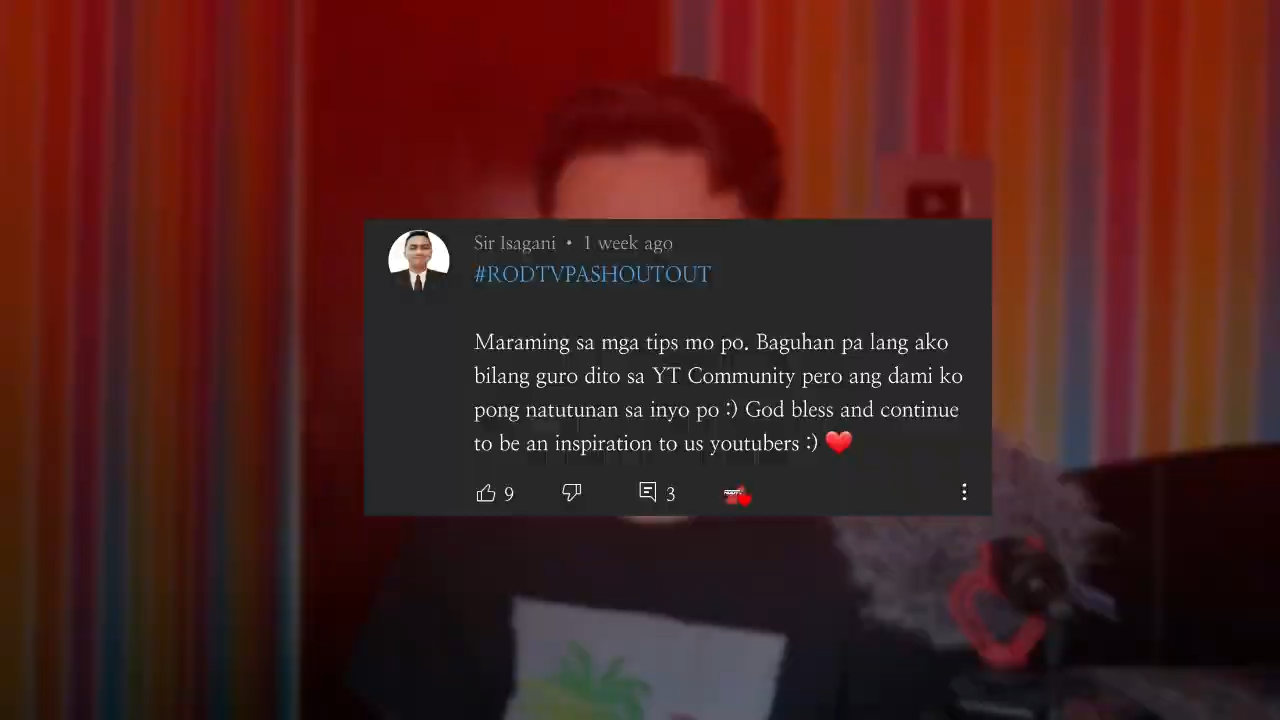 Sir Isagani • 1 week ago
#RODTVPASHOUTOUT
Maraming sa mga tips mo po. Baguhan pa lang ako
bilang guro dito sa YT Community pero ang dami ko
pong natutunan sa inyo po :) God bless and continue
to be an inspiration to us youtubers :) ❤️
9
3